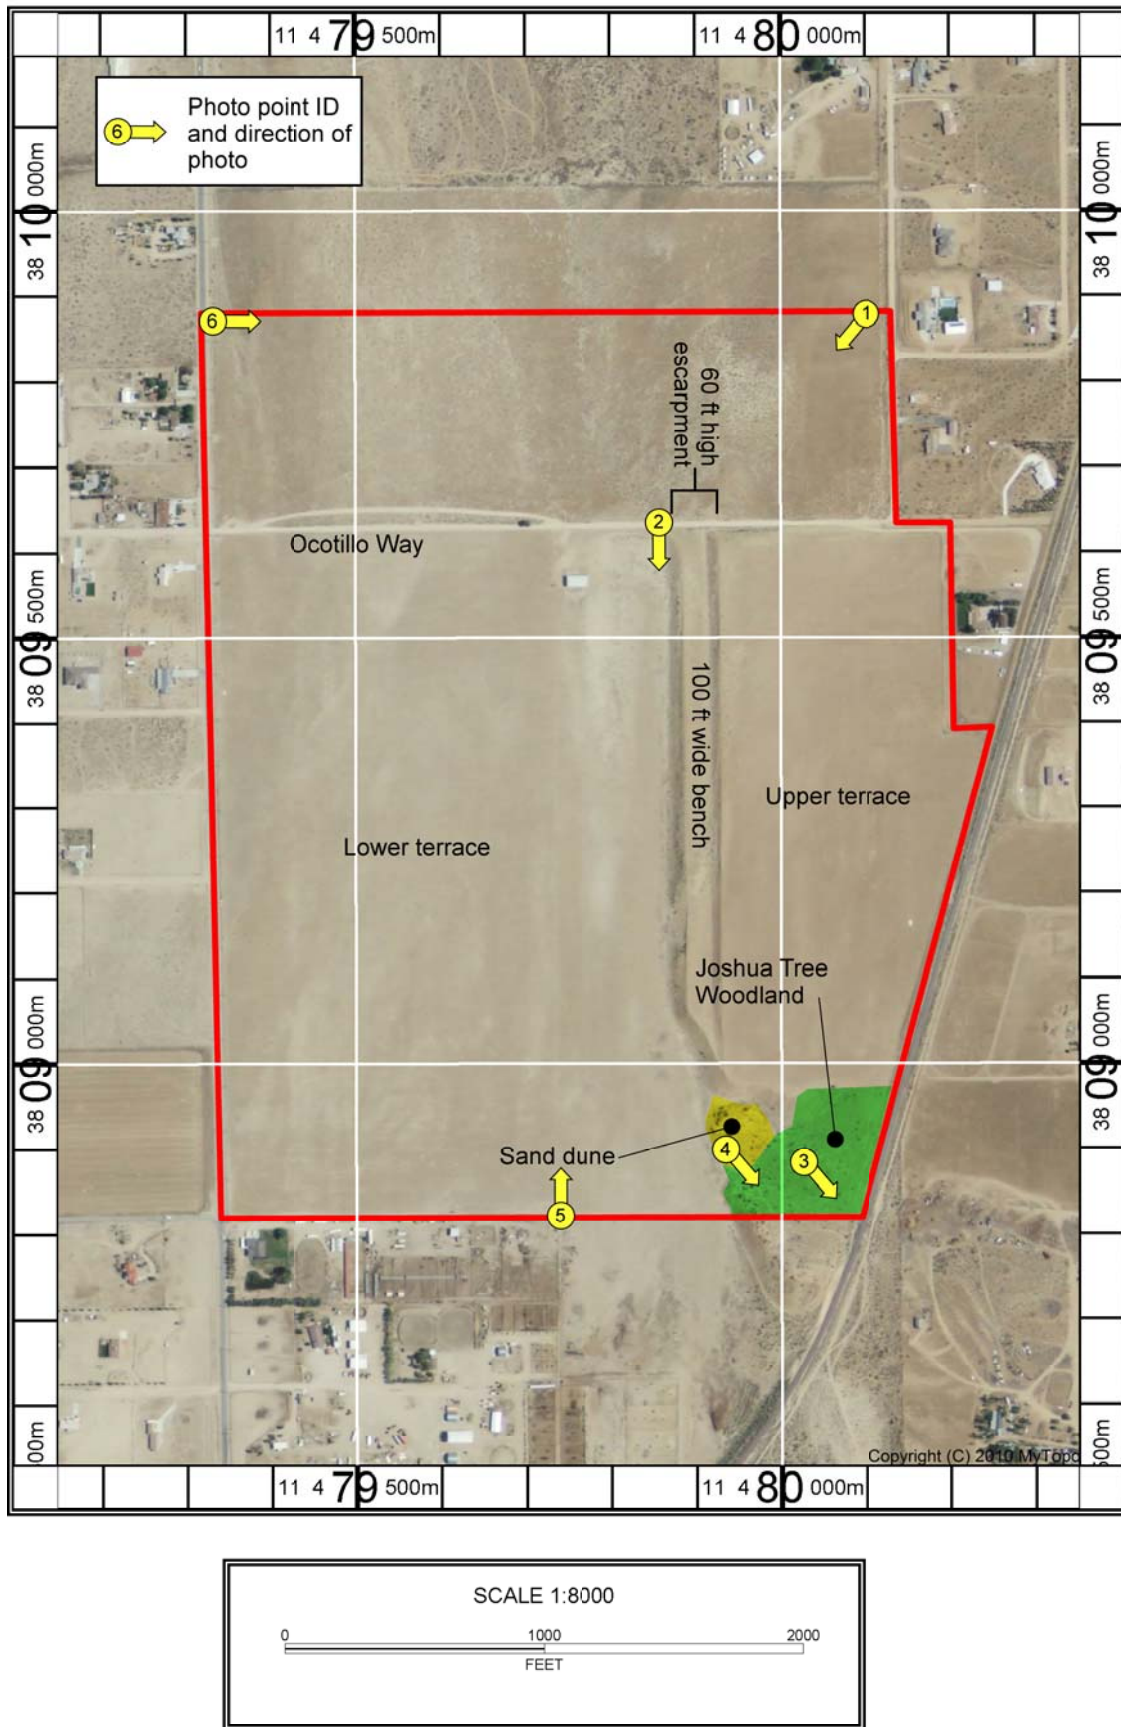 11 4 79 500m
11 4 80 000m
6
Photo point ID
and direction of
photo
38 10 000m
38 10 000m
6
1
60 ft high
escarpment
2
Ocotillo Way
38 09 500m
38 09 500m
100 ft wide bench
Upper terrace
Lower terrace
Joshua Tree
Woodland
38 09 000m
38 09 000m
Sand dune
4
3
5
00m
500m
Copyright (C) 2010 MyTopo
11 4 79 500m
11 4 80 000m
SCALE 1:8000
0 1000 2000
FEET